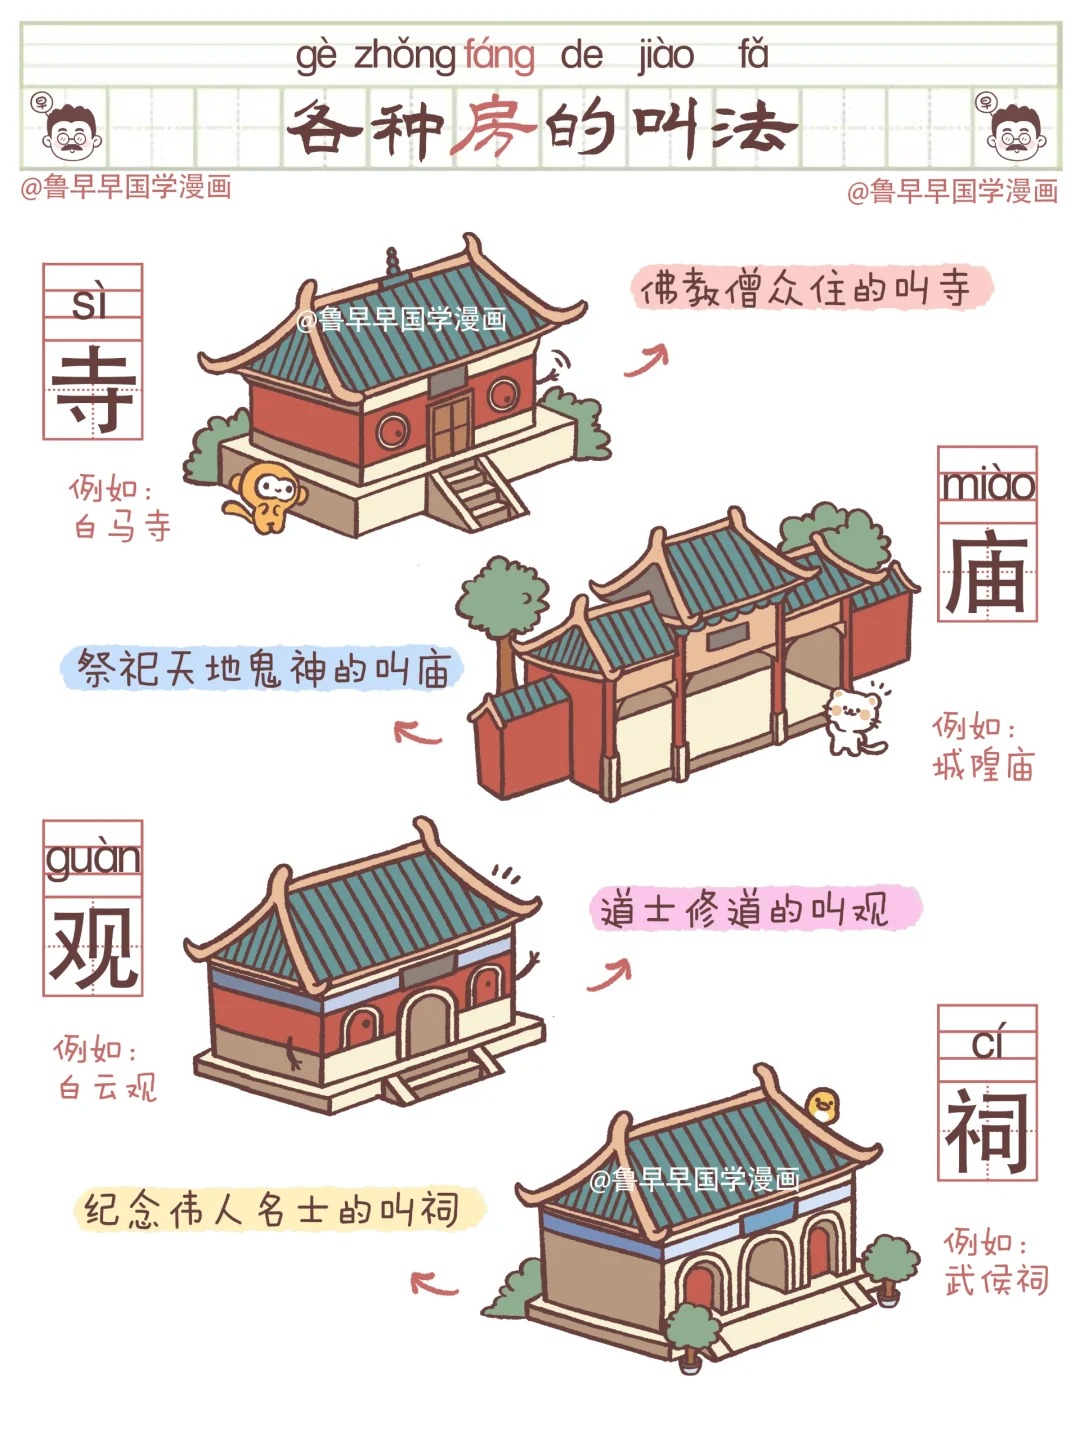 gè zhǒng fáng de jiào fǎ
早
各种房的叫法
早
@鲁早早国学漫画
@鲁早早国学漫画
sì
寺
@鲁早早国学漫画
佛教僧众住的叫寺
例如:
白马寺
miào
庙
祭祀天地鬼神的叫庙
例如:
城隍庙
guàn
观
道士修道的叫观
例如:
白云观
cí
祠
@鲁早早国学漫画
纪念伟人名士的叫祠
例如:
武侯祠